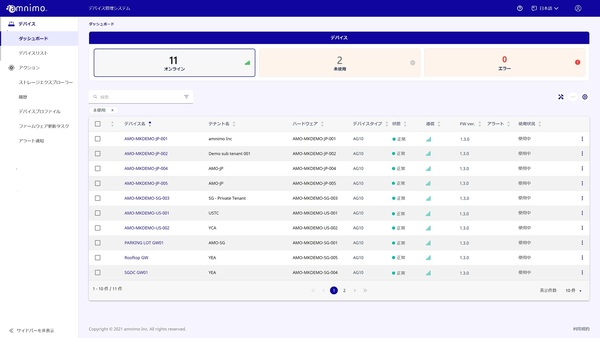 amnimo.
デバイス管理システム
日本語
デバイス
ダッシュボード
デバイスリスト
アクション
ストレージエクスプローラー
履歴
デバイスプロファイル
ファームウェア更新タスク
アラート通知
サイドバーを非表示
ダッシュボード
デバイス
11
オンライン
2
未使用
0
エラー
検索
未使用 ×
デバイス名 テナント名 ハードウェア デバイスタイプ 状態 通信 FW ver. アラート 使用状況
AMO-MKDEMO-JP-001 amnimo Inc AMO-MKDEMO-JP-001 AG10 正常 1.3.0 使用中
AMO-MKDEMO-JP-002 Demo sub tenant 001 AMO-MKDEMO-JP-002 AG10 正常 1.3.0 使用中
AMO-MKDEMO-JP-004 AMO-JP AMO-MKDEMO-JP-004 AG10 正常 1.3.0 使用中
AMO-MKDEMO-JP-005 AMO-JP AMO-MKDEMO-JP-005 AG10 正常 1.3.0 使用中
AMO-MKDEMO-SG-003 SG - Private Tenant AMO-MKDEMO-SG-003 AG10 正常 1.3.0 使用中
AMO-MKDEMO-US-001 USTC AMO-MKDEMO-US-001 AG10 正常 1.3.0 使用中
AMO-MKDEMO-US-002 YCA AMO-MKDEMO-US-002 AG10 正常 1.3.0 使用中
PARKING LOT GW01 AMO-SG AMO-MKDEMO-SG-001 AG10 正常 1.3.0 使用中
Rooftop GW YEA AMO-MKDEMO-SG-005 AG10 正常 1.3.0 使用中
SGDC GW01 YEA AMO-MKDEMO-SG-004 AG10 正常 1.3.0 使用中
1 - 10 件 / 11 件
1 2
表示件数 10 件
Copyright © 2021 amnimo Inc. All rights reserved.
利用規約